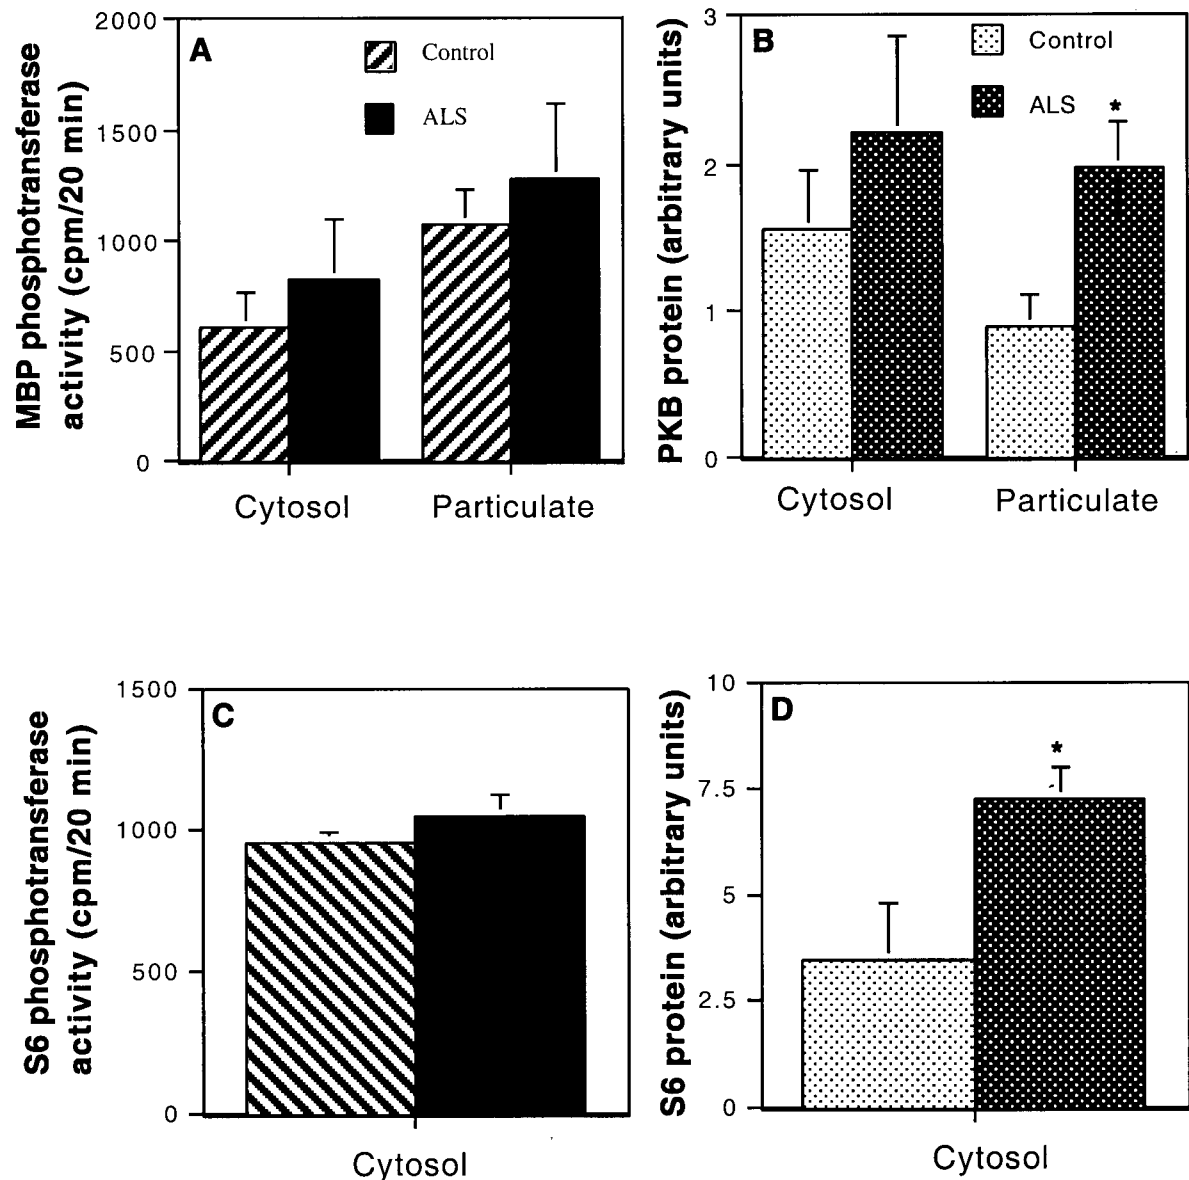 MBP phosphotransferase
activity (cpm/20 min)
2000
1500
1000
500
0
A
Control
ALS
Cytosol
Particulate
PKB protein (arbitrary units)
3
2
1
0
B
Control
ALS
*
Cytosol
Particulate
S6 phosphotransferase
activity (cpm/20 min)
1500
1000
500
0
C
Cytosol
S6 protein (arbitrary units)
10
7.5
5
2.5
0
D
*
Cytosol